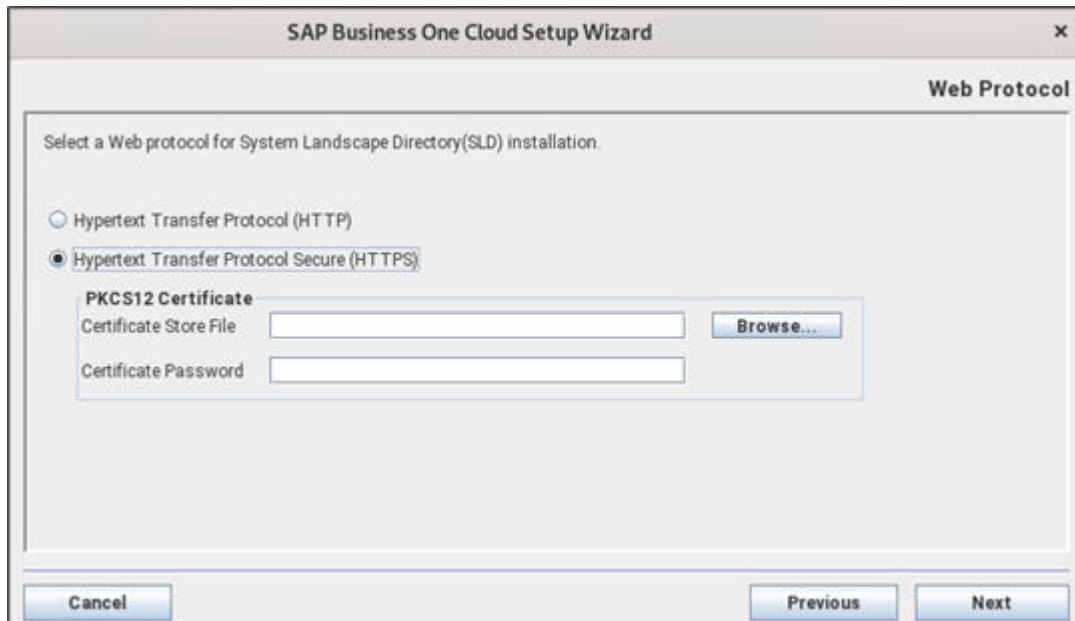 SAP Business One Cloud Setup Wizard ×
Web Protocol
Select a Web protocol for System Landscape Directory(SLD) installation.
Hypertext Transfer Protocol (HTTP)
Hypertext Transfer Protocol Secure (HTTPS)
PKCS12 Certificate
Certificate Store File Browse...
Certificate Password
Cancel Previous Next